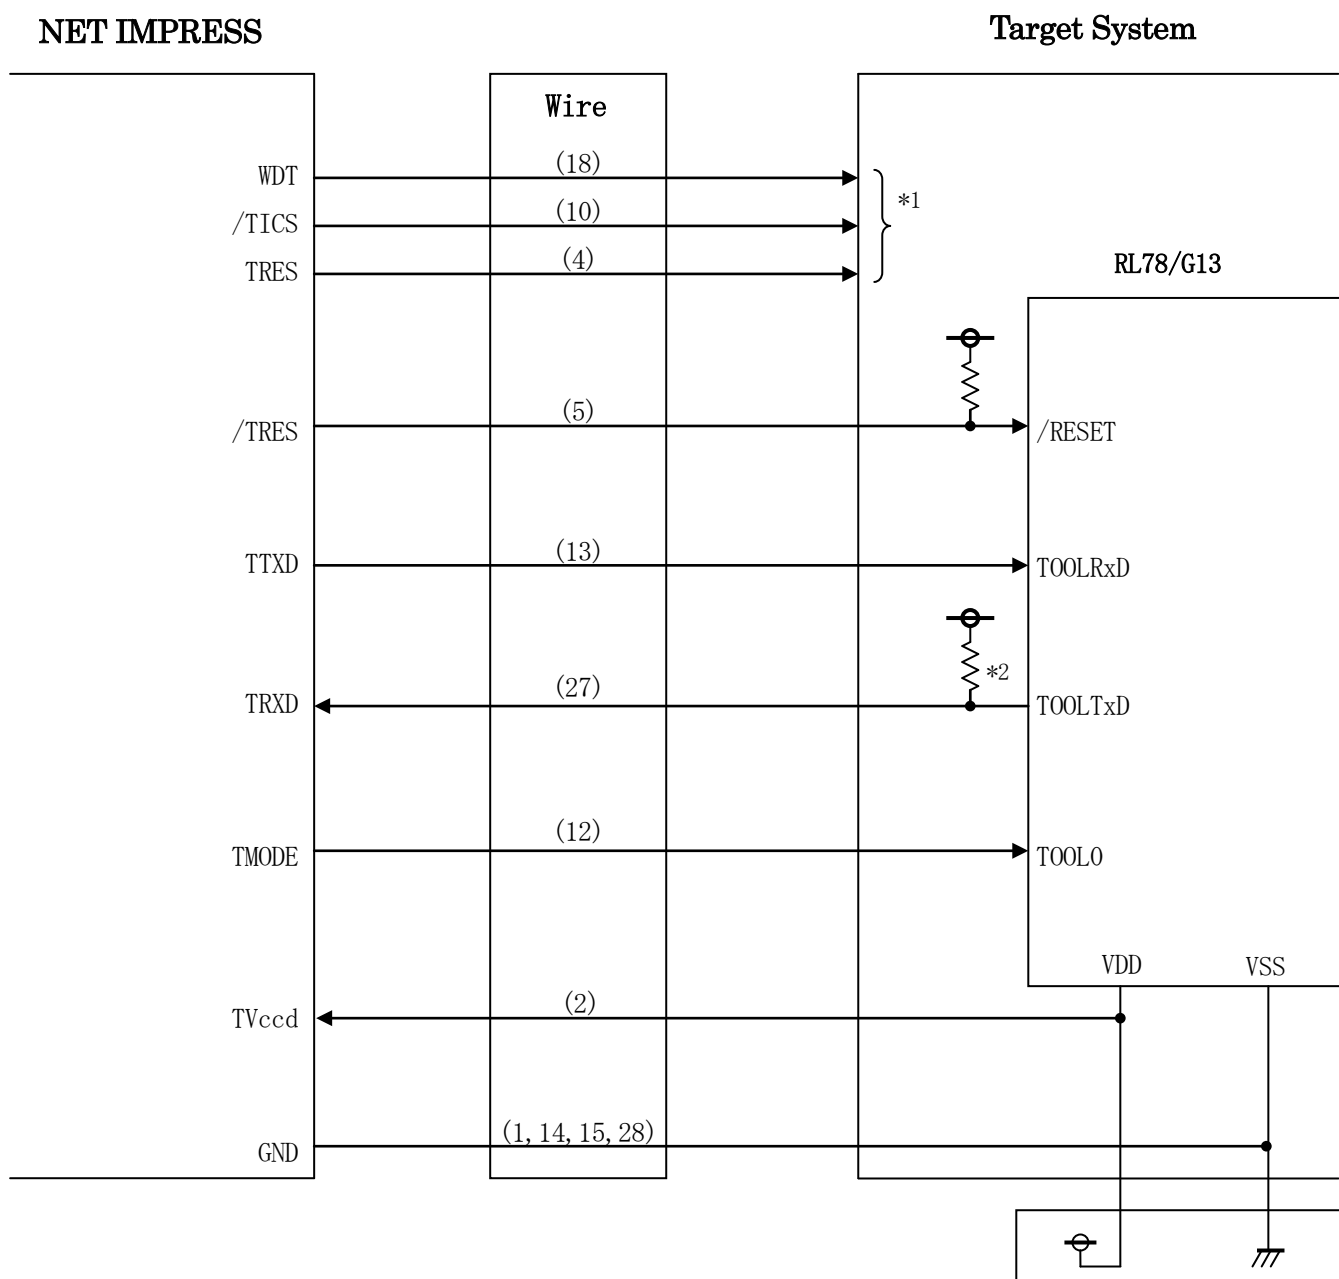 NET IMPRESS
Target System
Wire
WDT
(18)
*1
/TICS
(10)
TRES
(4)
RL78/G13
/TRES
(5)
/RESET
TTXD
(13)
TOOLRxD
*2
TRXD
(27)
TOOLTxD
TMODE
(12)
TOOL0
VDD
VSS
TVccd
(2)
GND
(1,14,15,28)